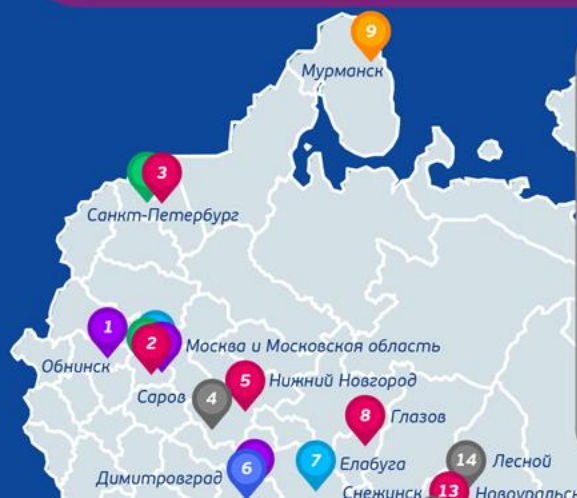 9
Мурманск
3
Санкт-Петербург
1
2
Москва и Московская область
Обнинск
5
Нижний Новгород
Саров
4
8
Глазов
Димитровград
6
7
Елабуга
14
Лесной
Снежинск
13
Новоуральск